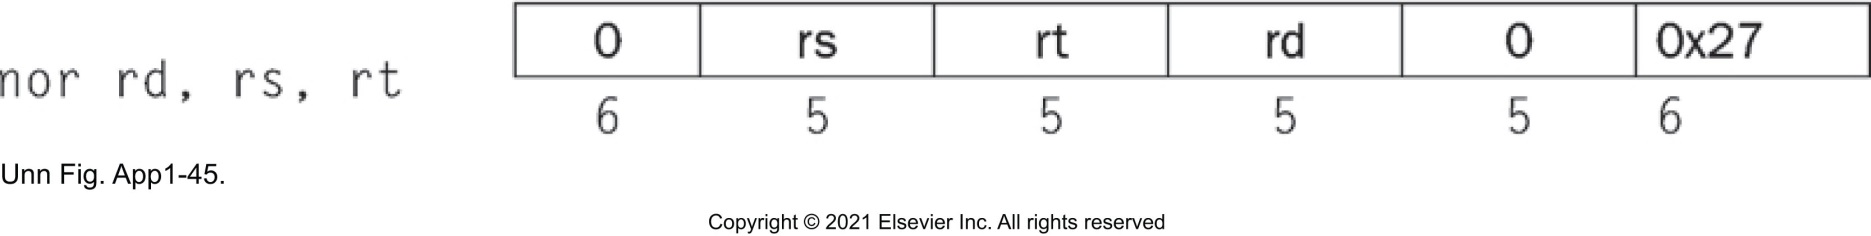 0 rs rt rd 0 0x27
nor rd, rs, rt
6 5 5 5 5 6
Unn Fig. App1-45.
Copyright © 2021 Elsevier Inc. All rights reserved